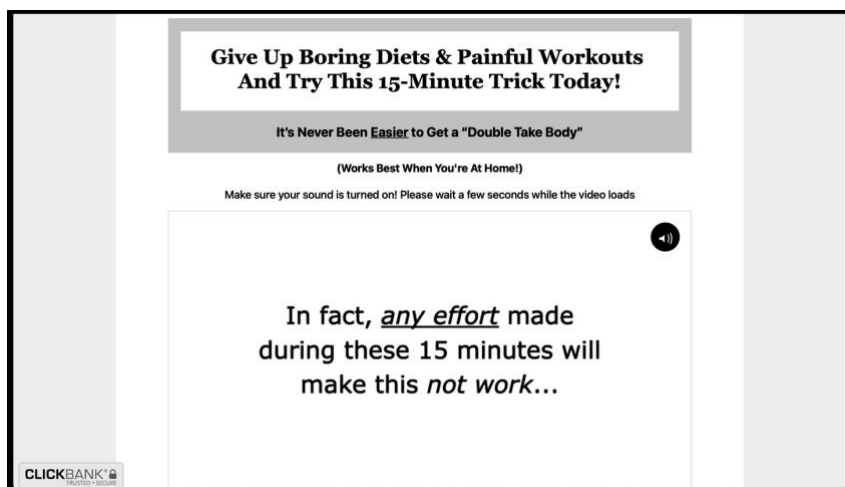 Give Up Boring Diets & Painful Workouts
And Try This 15-Minute Trick Today!
It's Never Been Easier to Get a "Double Take Body"
(Works Best When You're At Home!)
Make sure your sound is turned on! Please wait a few seconds while the video loads
In fact, any effort made
during these 15 minutes will
make this not work...
CLICKBANK®
TRUSTED • SECURE